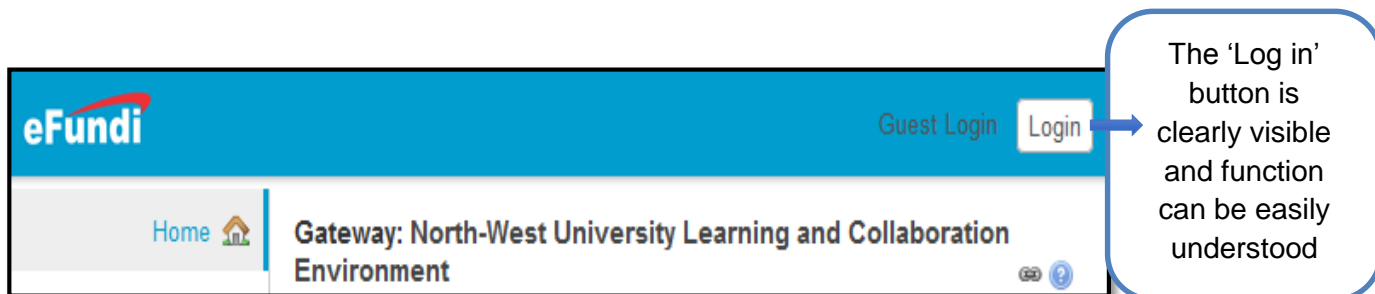 eFundi
Guest Login Login
Home
Gateway: North-West University Learning and Collaboration
Environment
The ‘Log in’
button is
clearly visible
and function
can be easily
understood